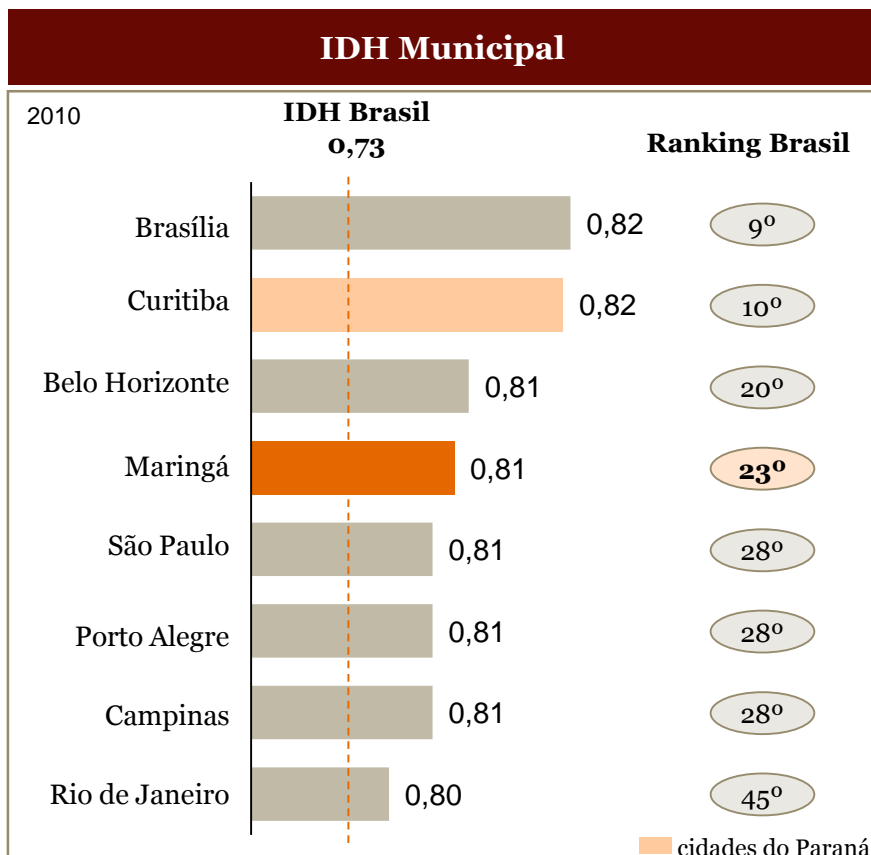 IDH Municipal
2010
IDH Brasil
0,73
Ranking Brasil
Brasília 0,82 9º
Curitiba 0,82 10º
Belo Horizonte 0,81 20º
Maringá 0,81 23º
São Paulo 0,81 28º
Porto Alegre 0,81 28º
Campinas 0,81 28º
Rio de Janeiro 0,80 45º
cidades do Paraná